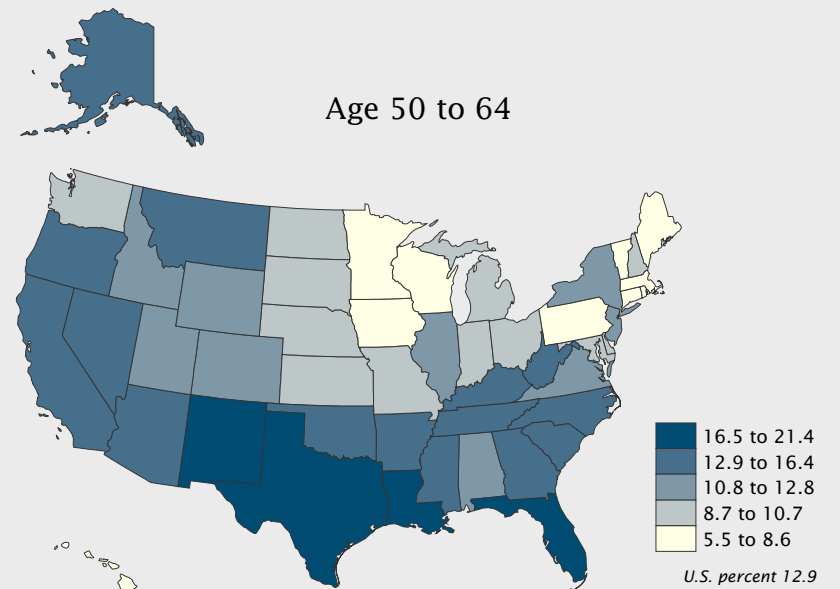 Age 50 to 64
16.5 to 21.4
12.9 to 16.4
10.8 to 12.8
8.7 to 10.7
5.5 to 8.6
U.S. percent 12.9